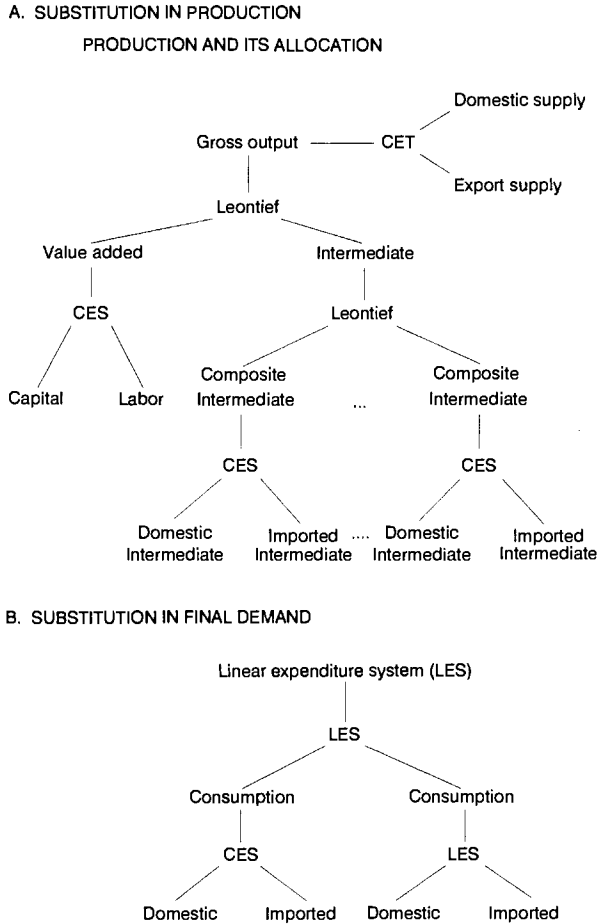 A. SUBSTITUTION IN PRODUCTION
PRODUCTION AND ITS ALLOCATION
Domestic supply
Gross output CET
Export supply
Leontief
Value added Intermediate
CES Leontief
Composite Composite
Capital Labor Intermediate ... Intermediate
CES CES
Domestic Imported .... Domestic Imported
Intermediate Intermediate Intermediate Intermediate
B. SUBSTITUTION IN FINAL DEMAND
Linear expenditure system (LES)
LES
Consumption Consumption
CES LES
Domestic Imported Domestic Imported